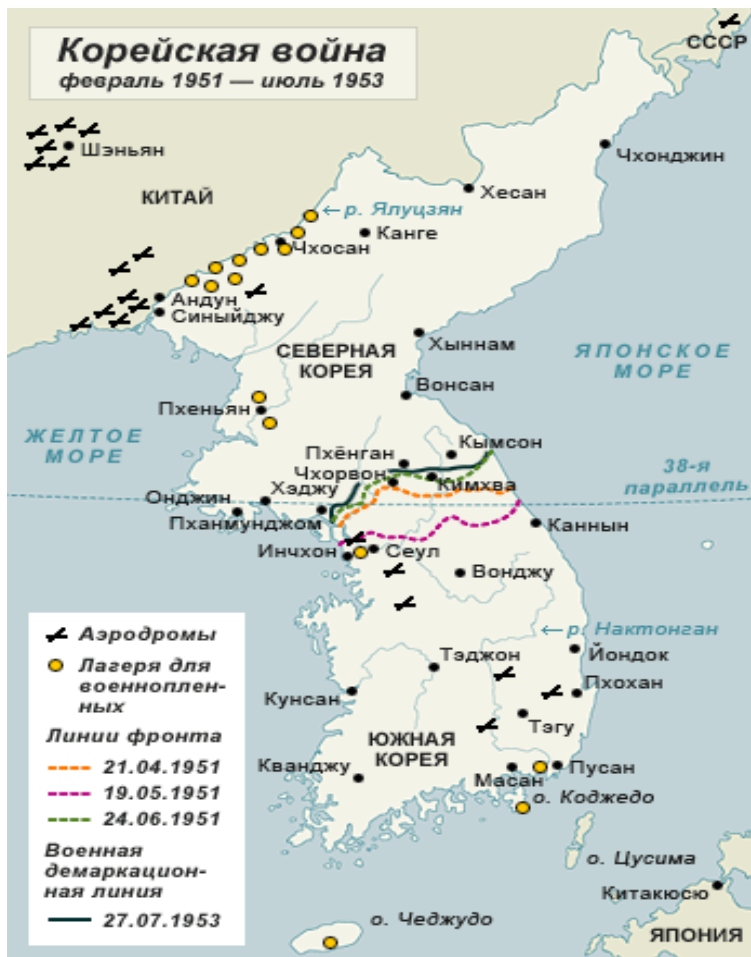 Корейская война
февраль 1951 — июль 1953
СССР
Шэньян
Чхонджин
КИТАЙ
Хесан
← р. Ялуцзян
Канге
Чхосан
Андун
Синыйджу
Хыннам
СЕВЕРНАЯ
КОРЕЯ
ЯПОНСКОЕ
МОРЕ
Вонсан
Пхеньян
ЖЕЛТОЕ
МОРЕ
Кымсон
Пхёнган
Чхорвон
Кимхва
38-я
параллель
Хэджу
Онджин
Пханмунджом
Каннын
Инчхон
Сеул
Вонджу
← р. Нактонган
Тэджон
Йондок
Пхохан
Кунсан
Тэгу
ЮЖНАЯ
КОРЕЯ
Кванджу
Масан
Пусан
о. Коджедо
о. Цусима
Китакюсю
о. Чеджудо
ЯПОНИЯ
Аэродромы
Лагеря для
военноплен-
ных
Линии фронта
21.04.1951
19.05.1951
24.06.1951
Военная
демаркацион-
ная линия
27.07.1953